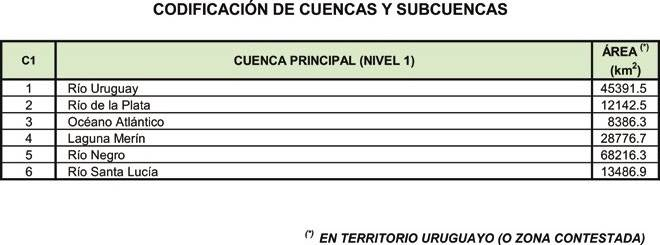 CODIFICACIÓN DE CUENCAS Y SUBCUENCAS
C1 CUENCA PRINCIPAL (NIVEL 1) ÁREA (*) (km2)
1 Río Uruguay 45391.5
2 Río de la Plata 12142.5
3 Océano Atlántico 8386.3
4 Laguna Merín 28776.7
5 Río Negro 68216.3
6 Río Santa Lucía 13486.9
(*) EN TERRITORIO URUGUAYO (O ZONA CONTESTADA)